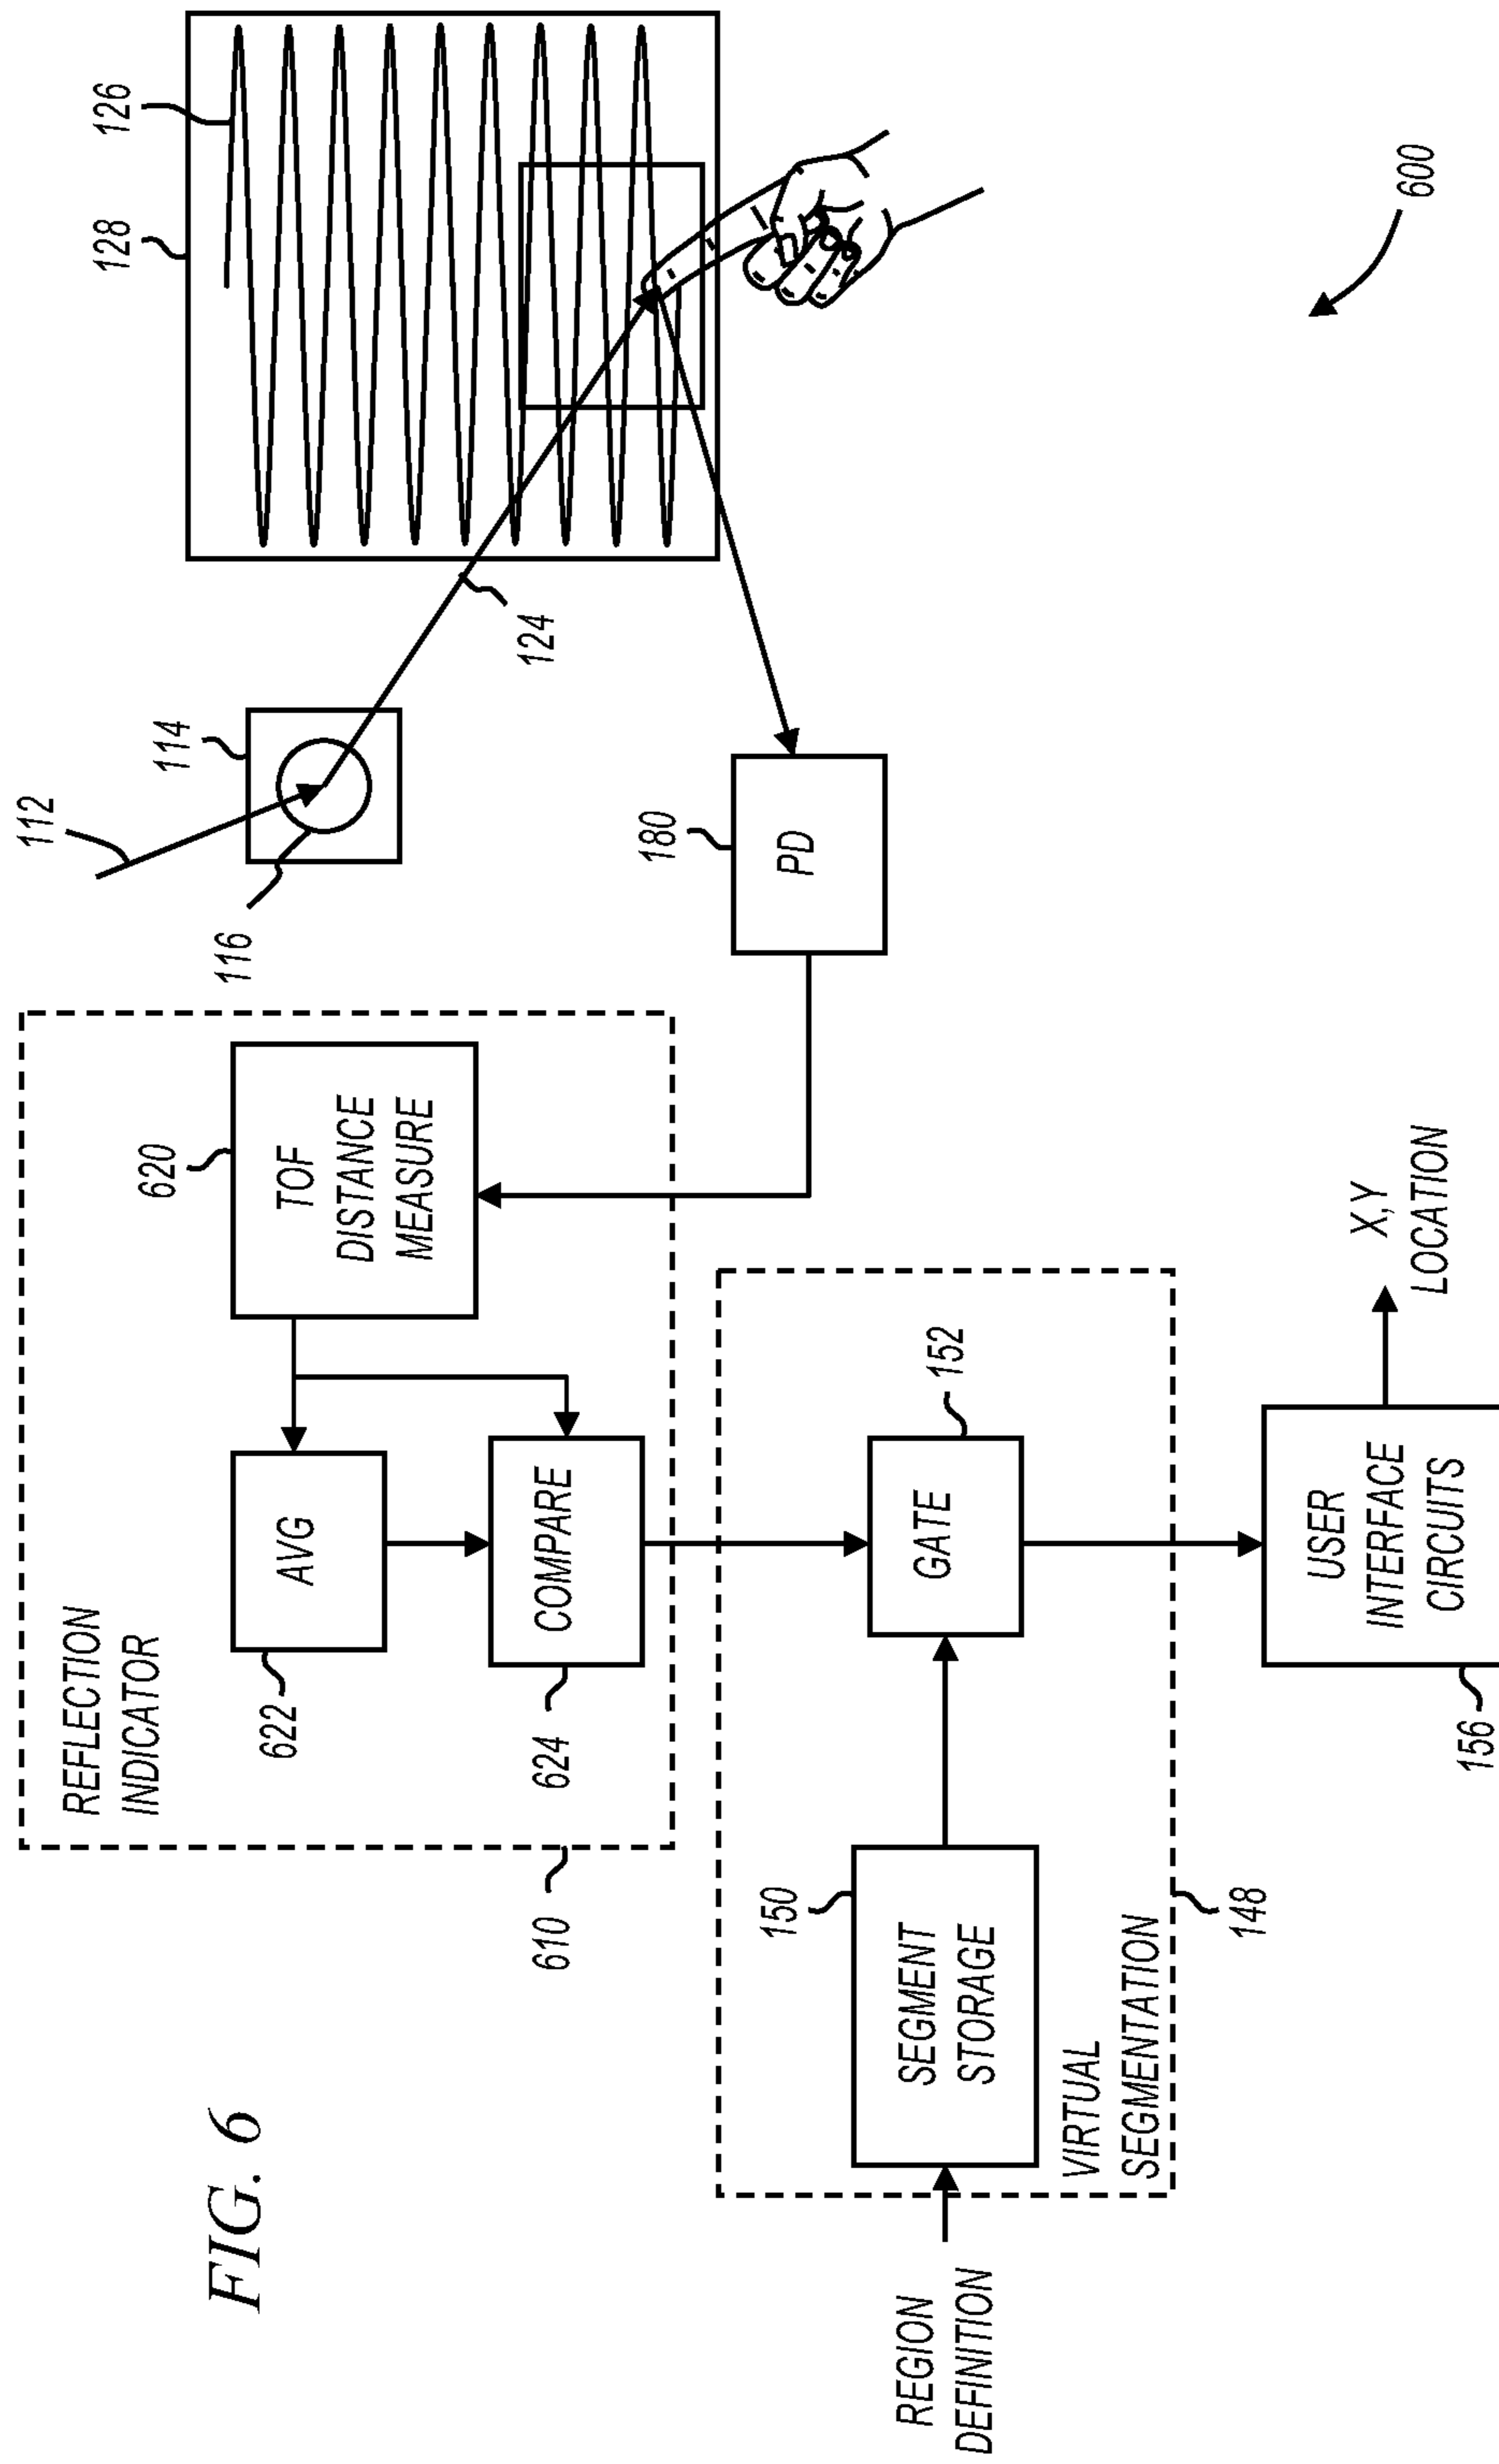 FIG. 6
REFLECTION
INDICATOR
622
AVG
620
TOF
DISTANCE
MEASURE
624
COMPARE
610
112
114
116
124
128
126
180
PD
150
SEGMENT
STORAGE
152
GATE
REGION
DEFINITION
VIRTUAL
SEGMENTATION
148
USER
INTERFACE
CIRCUITS
156
X,Y
LOCATION
600